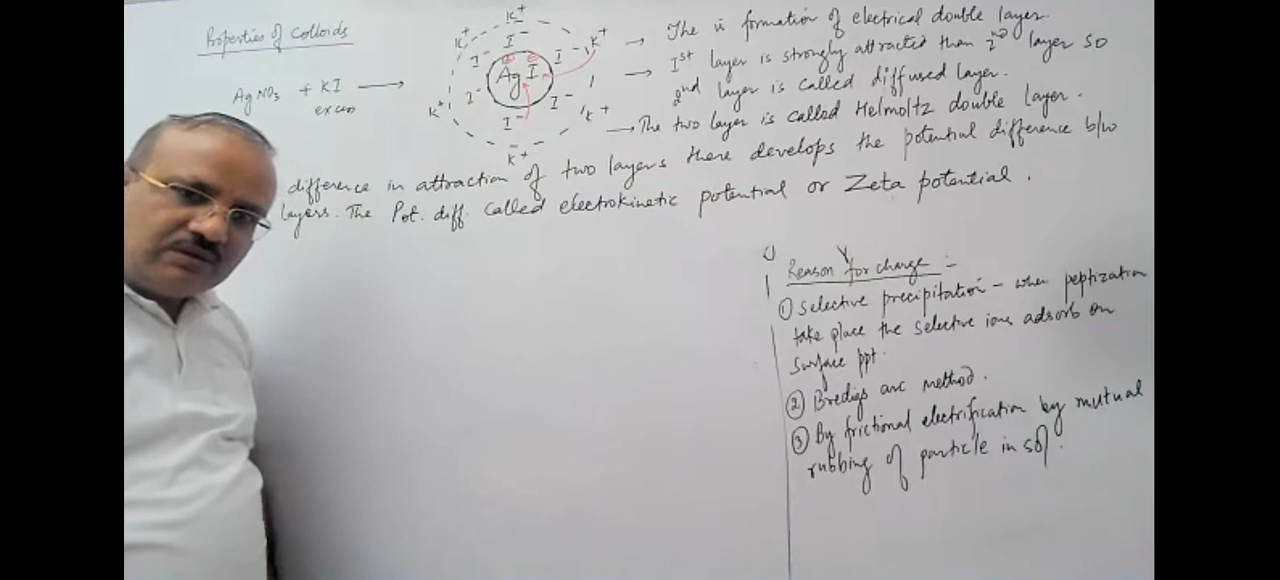 Properties of Colloids
AgNO3 + KI →
excess
K+ K+ K+ K+ K+ K+
I- I- I- I- I- I-
AgI
→ The is formation of electrical double layer.
→ Ist layer is strongly attracted than 2nd layer so
2nd layer is called diffused layer.
→ The two layer is called Helmoltz double layer.
difference in attraction of two layers there develops the potential difference b/w
layers. The Pot. diff. called electrokinetic potential or Zeta potential.
Reason for charge :-
① Selective precipitation - when peptization
take place the selective ions adsorb on
surface ppt.
② Bredigs arc method.
③ By frictional electrification by mutual
rubbing of particle in sol.